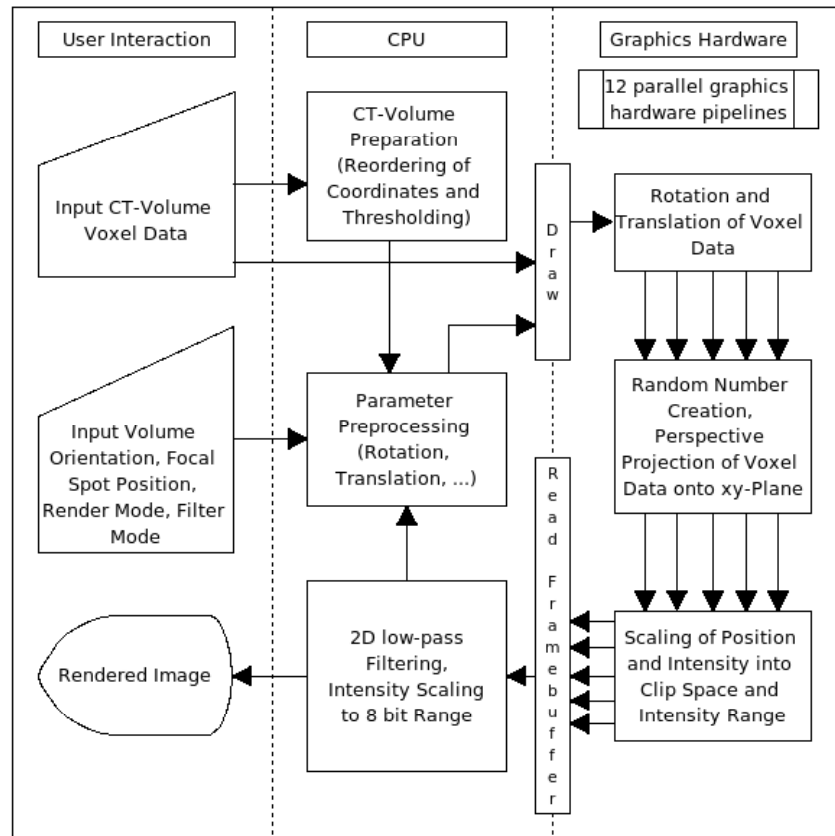 User Interaction
CPU
Graphics Hardware
12 parallel graphics
hardware pipelines
CT-Volume
Preparation
(Reordering of
Coordinates and
Thresholding)
Input CT-Volume
Voxel Data
Draw
Rotation and
Translation of Voxel
Data
Parameter
Preprocessing
(Rotation,
Translation, ...)
Input Volume
Orientation, Focal
Spot Position,
Render Mode, Filter
Mode
Random Number
Creation,
Perspective
Projection of Voxel
Data onto xy-Plane
Read Framebuffer
2D low-pass
Filtering,
Intensity Scaling
to 8 bit Range
Rendered Image
Scaling of Position
and Intensity into
Clip Space and
Intensity Range